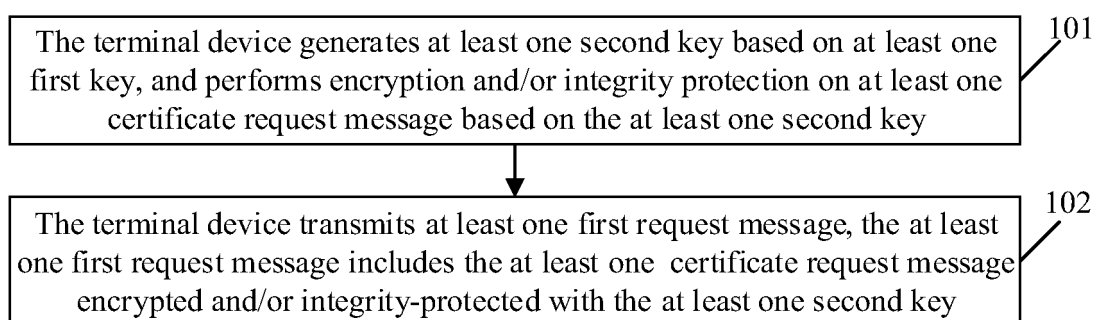 The terminal device generates at least one second key based on at least one
first key, and performs encryption and/or integrity protection on at least one
certificate request message based on the at least one second key
101
The terminal device transmits at least one first request message, the at least
one first request message includes the at least one certificate request message
encrypted and/or integrity-protected with the at least one second key
102